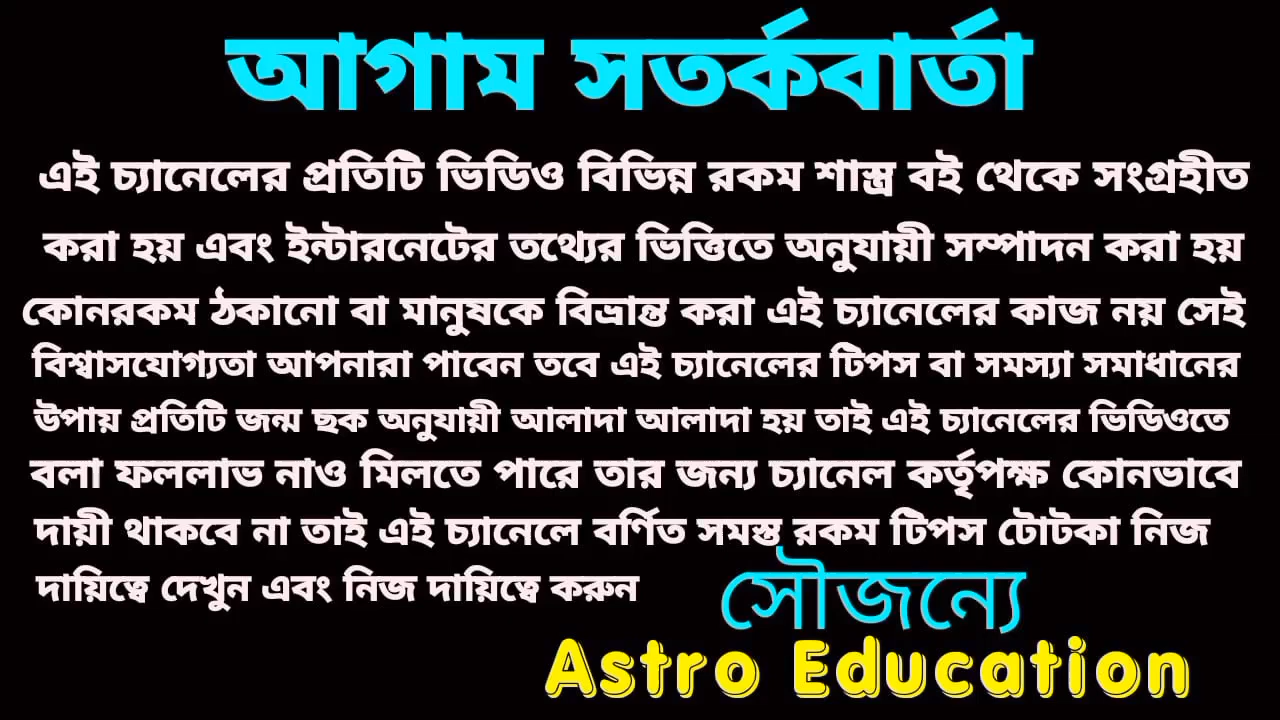 আগাম সতর্কবার্তা
এই চ্যানেলের প্রতিটি ভিডিও বিভিন্ন রকম শাস্ত্র বই থেকে সংগ্রহীত
করা হয় এবং ইন্টারনেটের তথ্যের ভিত্তিতে অনুযায়ী সম্পাদন করা হয়
কোনরকম ঠকানো বা মানুষকে বিভ্রান্ত করা এই চ্যানেলের কাজ নয় সেই
বিশ্বাসযোগ্যতা আপনারা পাবেন তবে এই চ্যানেলের টিপস বা সমস্যা সমাধানের
উপায় প্রতিটি জন্ম ছক অনুযায়ী আলাদা আলাদা হয় তাই এই চ্যানেলের ভিডিওতে
বলা ফললাভ নাও মিলতে পারে তার জন্য চ্যানেল কর্তৃপক্ষ কোনভাবে
দায়ী থাকবে না তাই এই চ্যানেলে বর্ণিত সমস্ত রকম টিপস টোটকা নিজ
দায়িত্বে দেখুন এবং নিজ দায়িত্বে করুন
সৌজন্যে
Astro Education